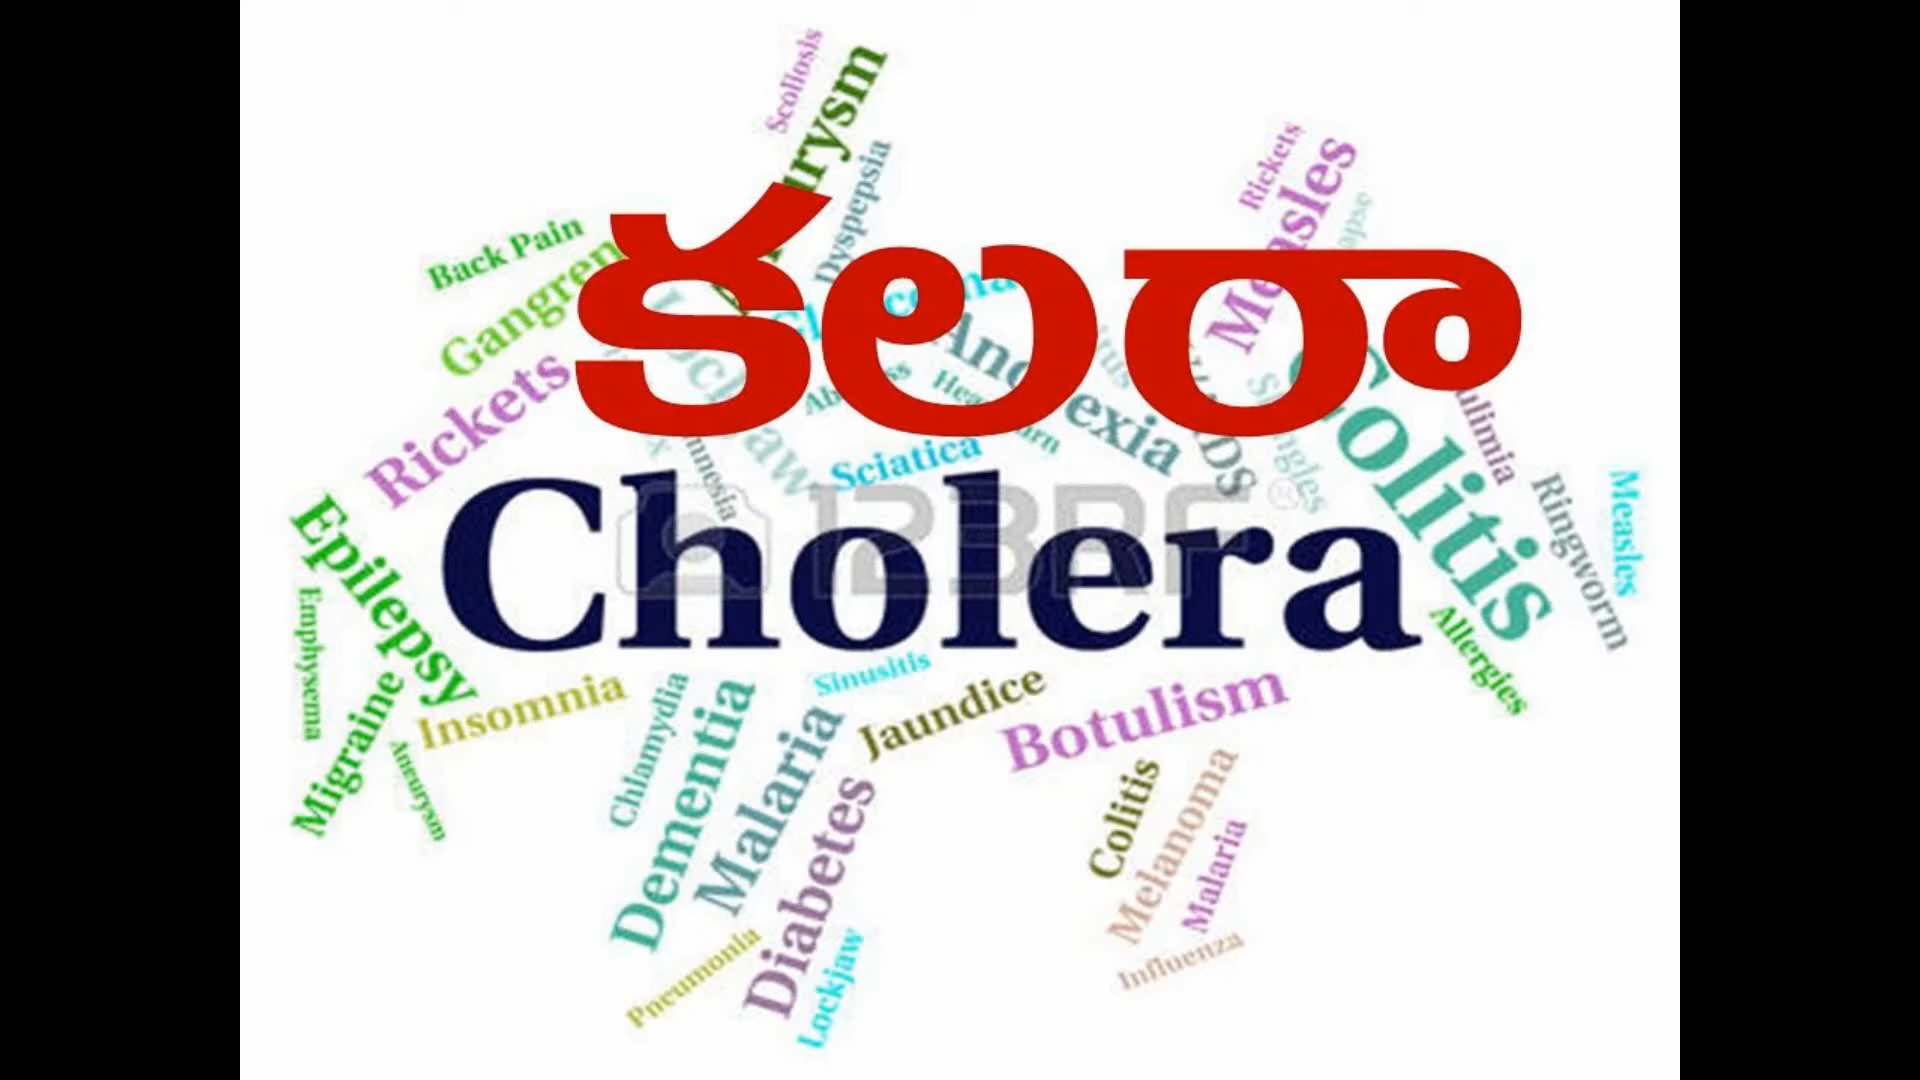 Scoliosis
Dyspepsia
Rickets
Measles
Back Pain
కలరా
Rickets
Sciatica
Colitis
Ringworm
Measles
Cholera
123RF
Epilepsy
Emphysema
Migraine
Aneurysm
Insomnia
Chlamydia
Dementia
Malaria
Sinusitis
Jaundice
Botulism
Allergies
Diabetes
Colitis
Melanoma
Malaria
Influenza
Pneumonia
Lockjaw